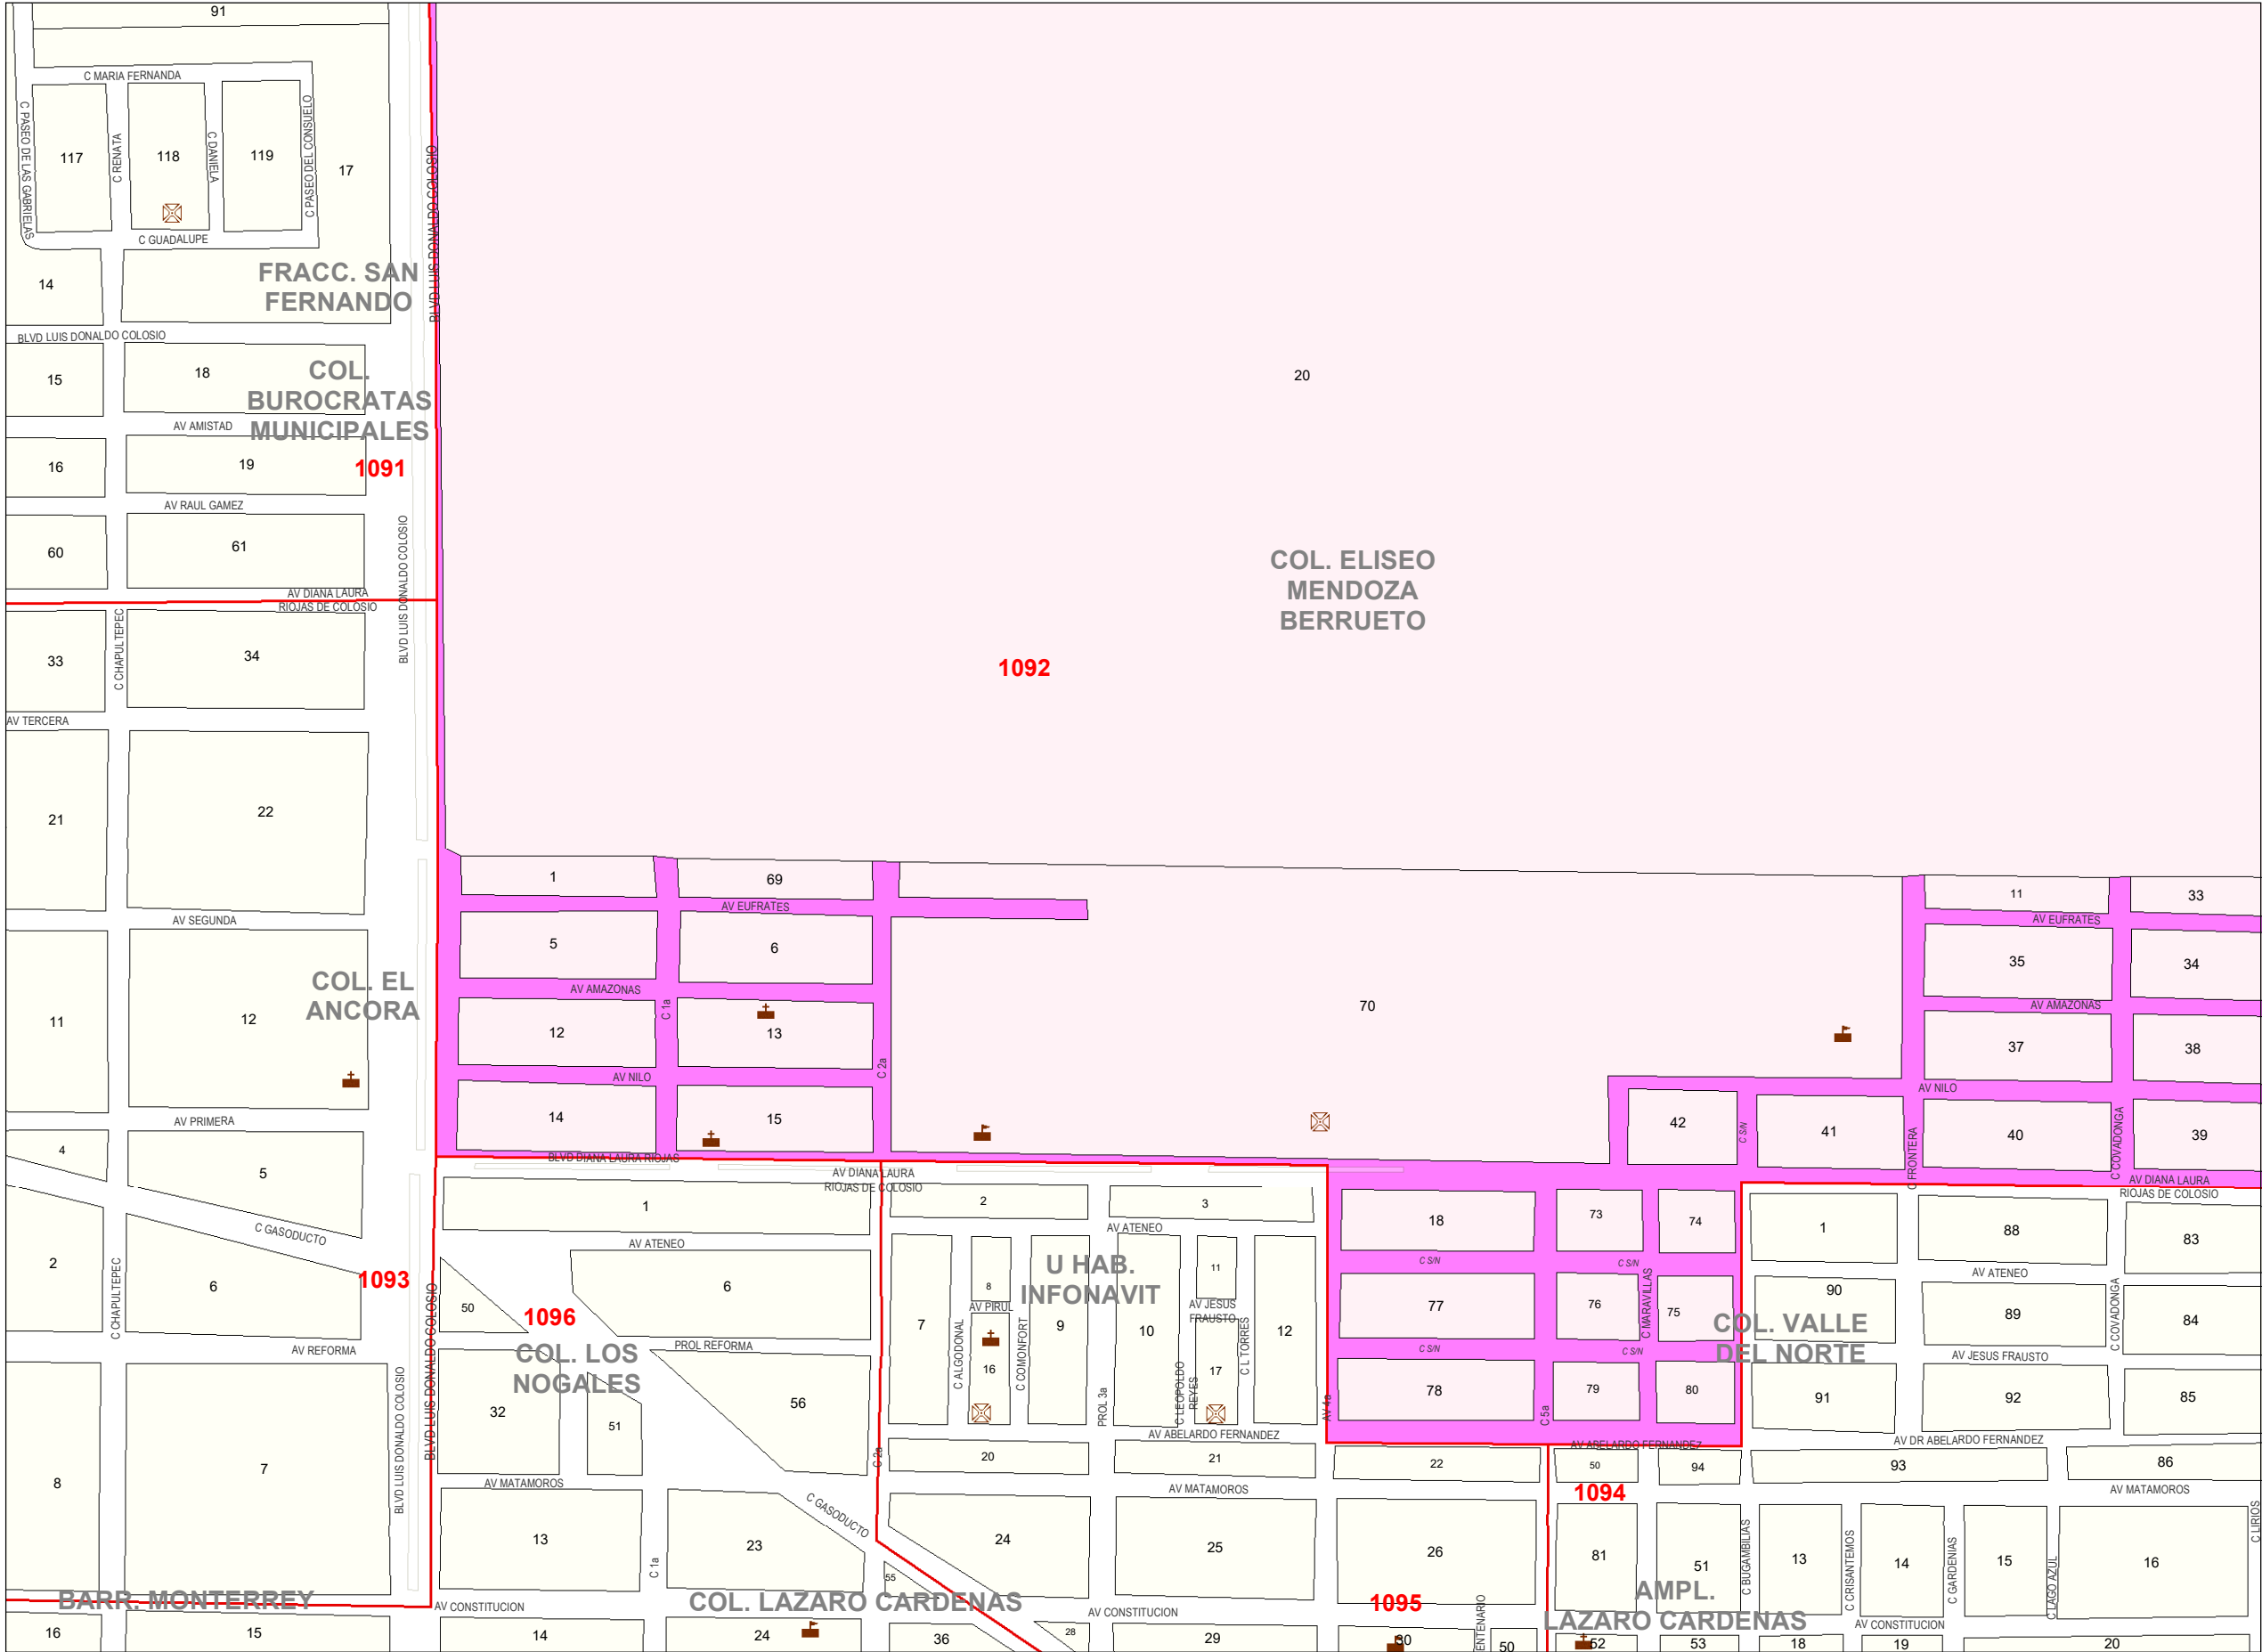 91
C MARIA FERNANDA
C PASEO DE LAS GABRIELAS
117
C RENATA
118
C DANIELA
119
C PASEO DEL CONSUELO
17
C GUADALUPE
14
FRACC. SAN
FERNANDO
BLVD LUIS DONALDO COLOSIO
BLVD LUIS DONALDO COLOSIO
15
18
COL.
BUROCRATAS
MUNICIPALES
AV AMISTAD
16
19
1091
AV RAUL GAMEZ
60
61
BLVD LUIS DONALDO COLOSIO
AV DIANA LAURA
RIOJAS DE COLOSIO
33
C CHAPULTEPEC
34
AV TERCERA
21
22
AV SEGUNDA
COL. EL
ANCORA
11
12
AV PRIMERA
4
5
C GASODUCTO
2
C CHAPULTEPEC
6
1093
AV REFORMA
8
7
BLVD LUIS DONALDO COLOSIO
BLVD LUIS DONALDO COLOSIO
BARR. MONTERREY
16
15
20
COL. ELISEO
MENDOZA
BERRUETO
1092
1
69
AV EUFRATES
5
6
AV AMAZONAS
C 1a
12
13
C 2a
AV NILO
14
15
BLVD DIANA LAURA RIOJAS
70
11
33
AV EUFRATES
35
34
AV AMAZONAS
37
38
AV NILO
42
C S/N
41
C FRONTERA
40
C COVADONGA
39
AV DIANA LAURA
RIOJAS DE COLOSIO
AV DIANA LAURA
RIOJAS DE COLOSIO
1
2
3
AV ATENEO
AV ATENEO
50
6
1096
COL. LOS
NOGALES
PROL REFORMA
32
51
56
AV MATAMOROS
13
C 1a
23
C GASODUCTO
C 2a
7
C ALGODONAL
8
AV PIRUL
16
C COMONFORT
9
U HAB.
INFONAVIT
PROL 3a
10
C LEOPOLDO
REYES
11
AV JESUS
FRAUSTO
17
C L TORRES
12
AV ABELARDO FERNANDEZ
20
21
22
AV MATAMOROS
24
25
26
55
COL. LAZARO CARDENAS
AV CONSTITUCION
AV CONSTITUCION
14
24
36
28
29
30
1095
ENTENARIO
50
18
73
74
C S/N
C S/N
77
76
75
C MARAVILLAS
C S/N
C S/N
78
79
80
AV 4a
C 5a
AV ABELARDO FERNANDEZ
COL. VALLE
DEL NORTE
1
88
83
AV ATENEO
90
89
84
C COVADONGA
AV JESUS FRAUSTO
91
92
85
AV DR ABELARDO FERNANDEZ
50
94
93
86
1094
AV MATAMOROS
81
51
C BUGAMBILIAS
13
C CRISANTEMOS
14
C GARDENIAS
15
C LAGO AZUL
16
C LIRIOS
AMPL.
LAZARO CARDENAS
AV CONSTITUCION
52
53
18
19
20